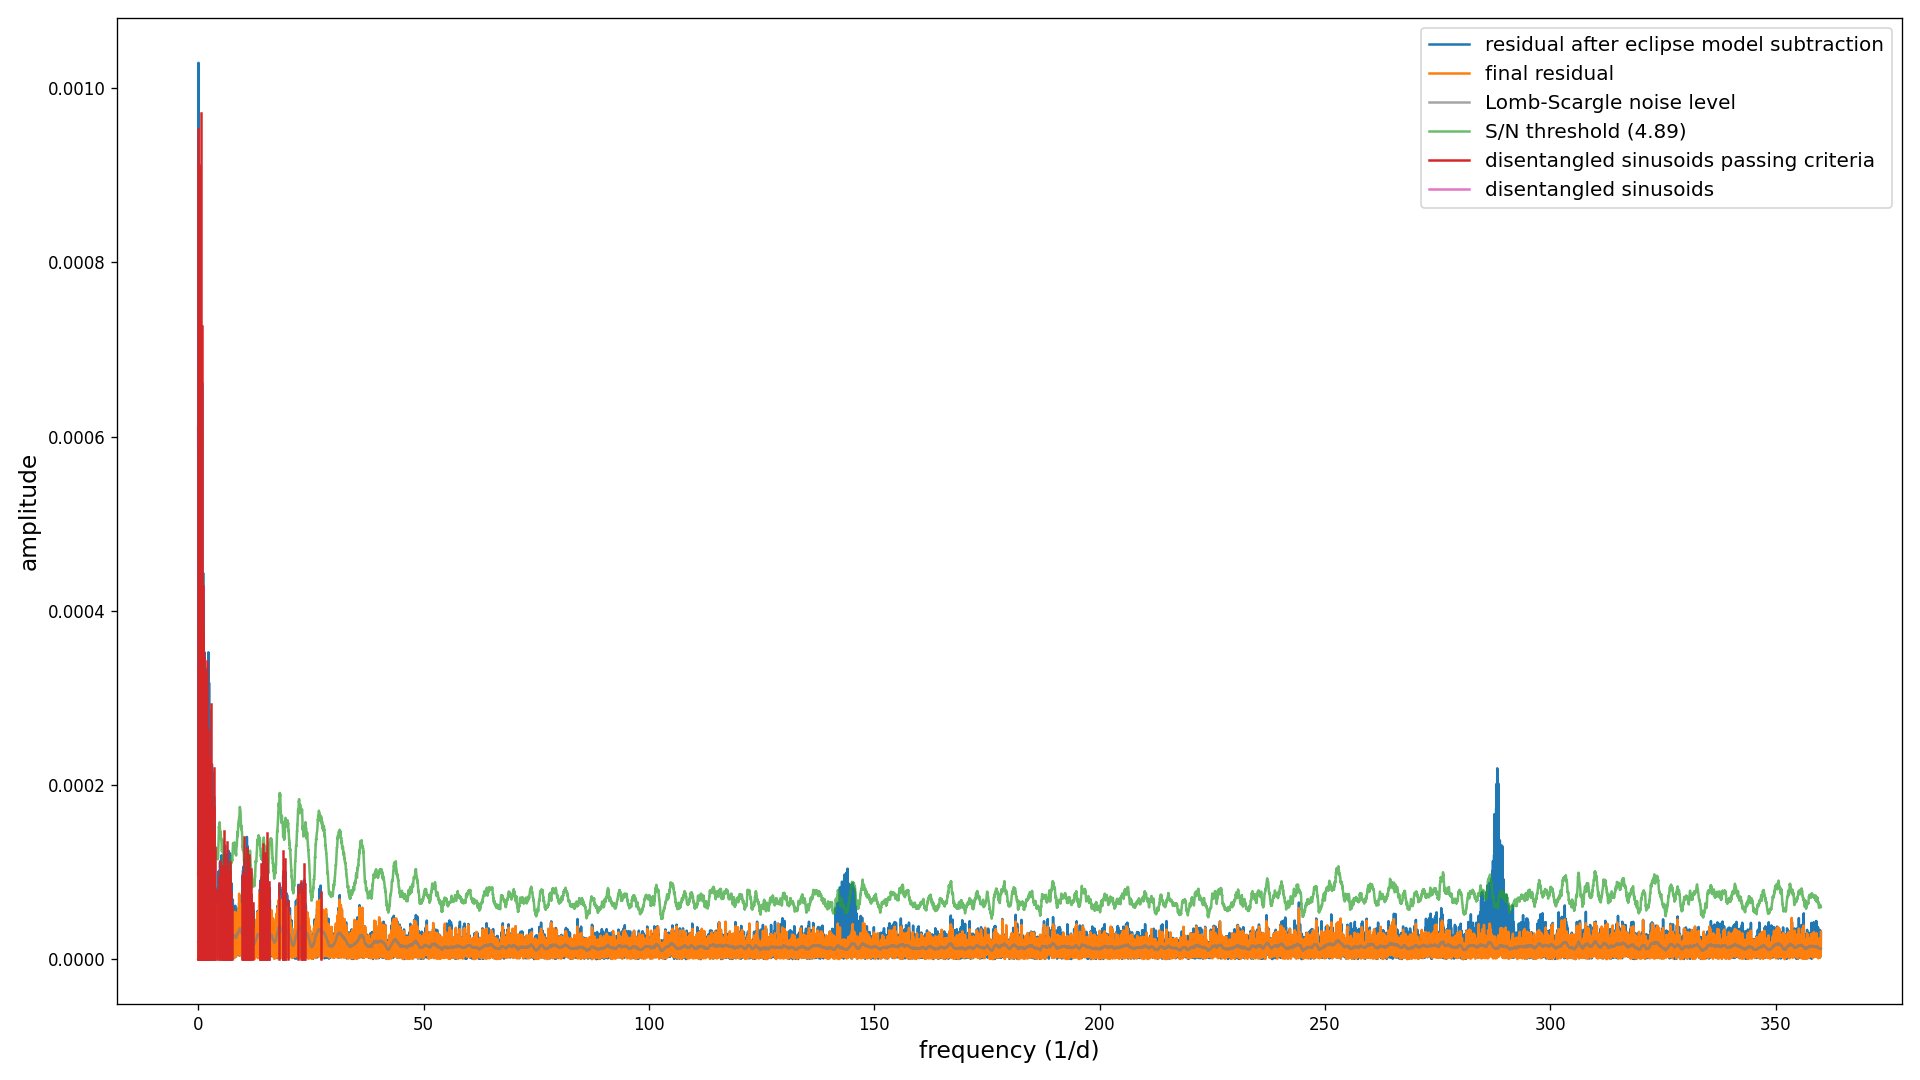 residual after eclipse model subtraction
final residual
Lomb-Scargle noise level
S/N threshold (4.89)
disentangled sinusoids passing criteria
disentangled sinusoids
amplitude
0.0010
0.0008
0.0006
0.0004
0.0002
0.0000
0 50 100 150 200 250 300 350
frequency (1/d)